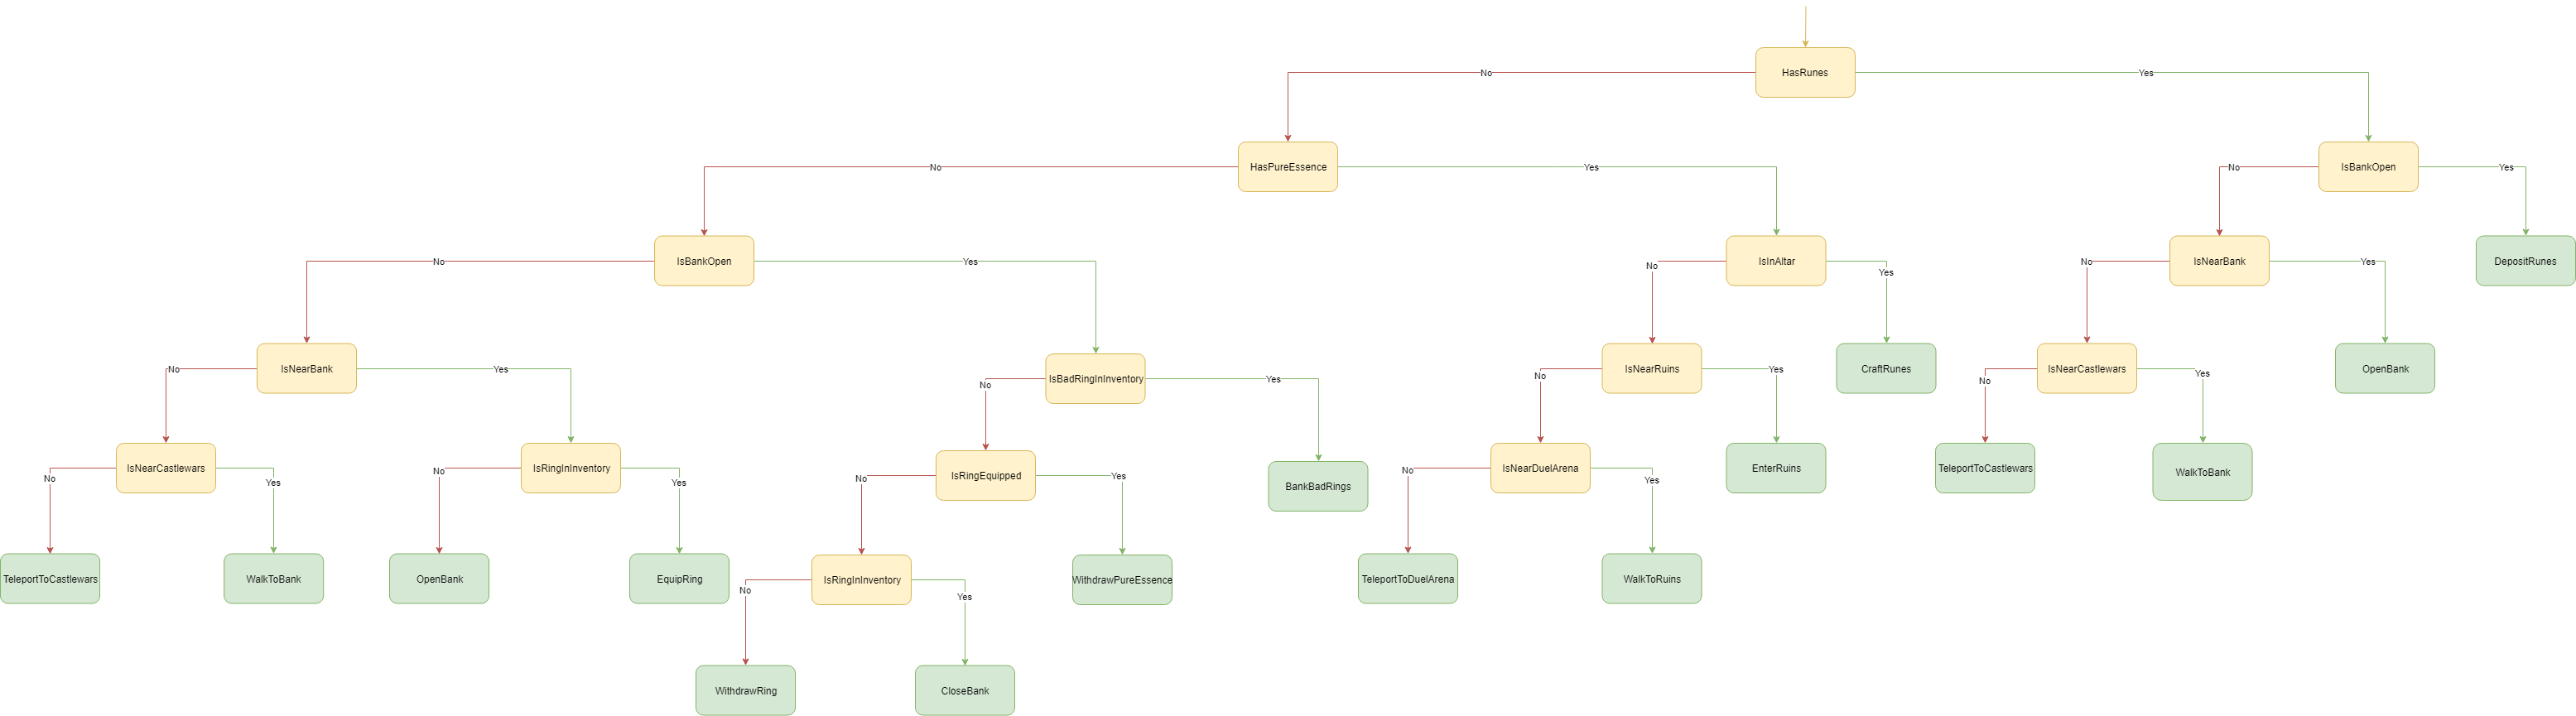 HasRunes
No
Yes
HasPureEssence
IsBankOpen
No
Yes
No
Yes
IsBankOpen
IsInAltar
IsNearBank
DepositRunes
No
Yes
No
Yes
No
Yes
IsNearBank
IsBadRingInInventory
IsNearRuins
CraftRunes
IsNearCastlewars
OpenBank
No
Yes
No
Yes
No
Yes
No
Yes
IsNearCastlewars
IsRingInInventory
IsRingEquipped
BankBadRings
IsNearDuelArena
EnterRuins
TeleportToCastlewars
WalkToBank
No
Yes
No
Yes
No
Yes
No
Yes
TeleportToCastlewars
WalkToBank
OpenBank
EquipRing
IsRingInInventory
WithdrawPureEssence
TeleportToDuelArena
WalkToRuins
No
Yes
WithdrawRing
CloseBank